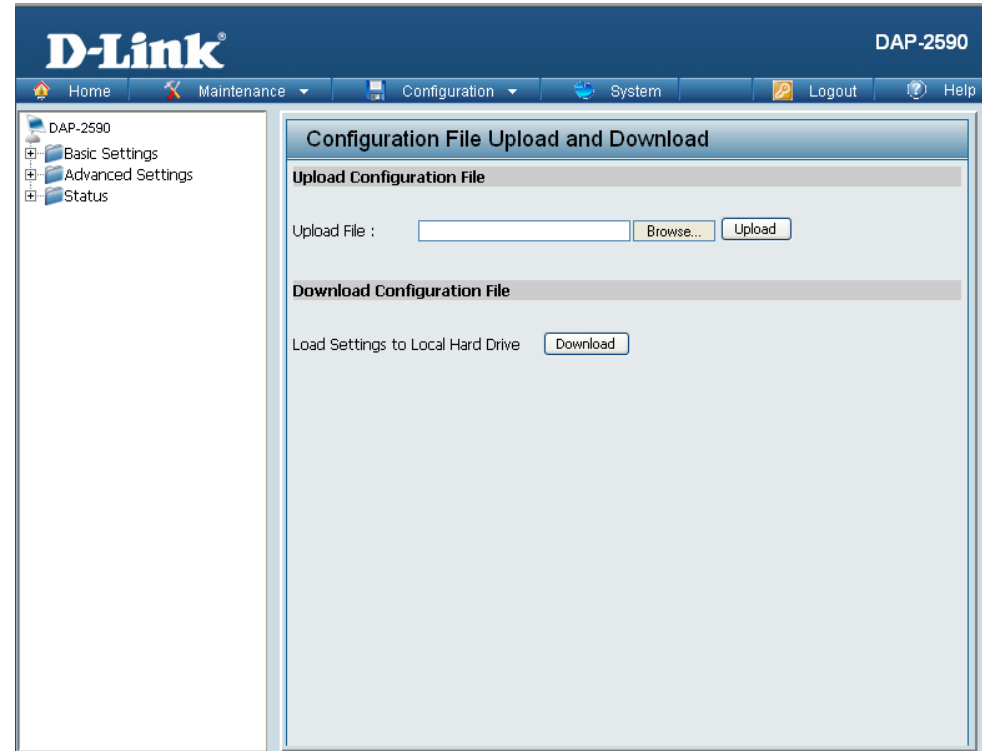 D-Link®
DAP-2590
Home Maintenance Configuration System Logout Help
DAP-2590
Basic Settings
Advanced Settings
Status
Configuration File Upload and Download
Upload Configuration File
Upload File : Browse... Upload
Download Configuration File
Load Settings to Local Hard Drive Download